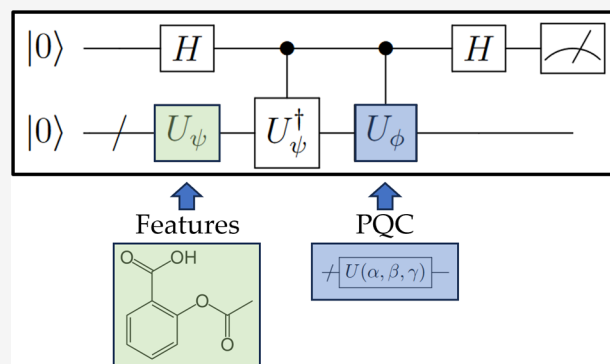 |0⟩ H H
|0⟩ U_ψ U_ψ^† U_ϕ
Features PQC
OH
O
O
O
U(α, β, γ)